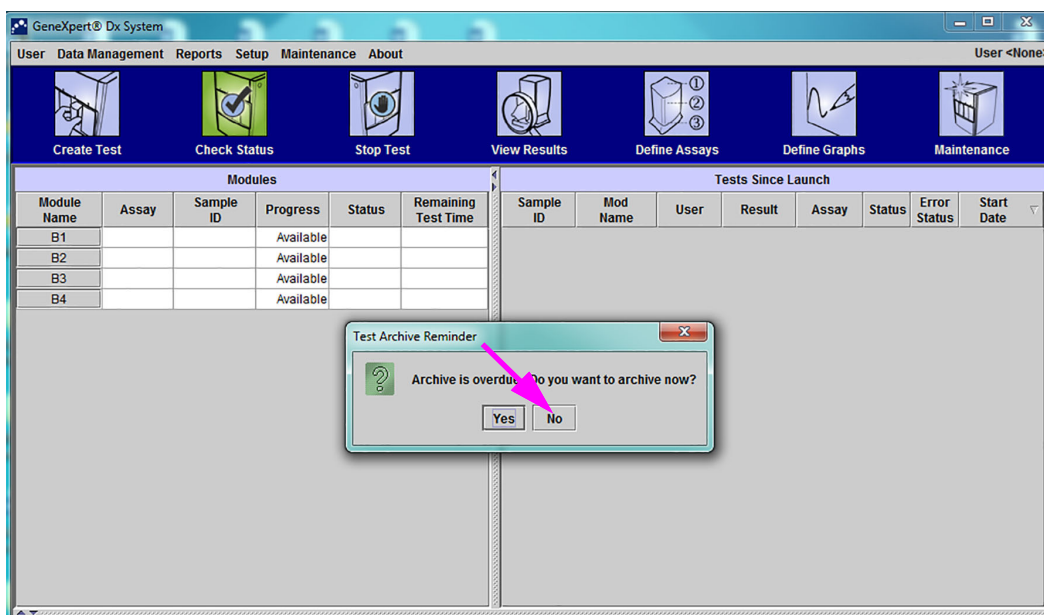 GeneXpert® Dx System
User Data Management Reports Setup Maintenance About User <None>
Create Test Check Status Stop Test View Results Define Assays Define Graphs Maintenance
Modules
Module Name Assay Sample ID Progress Status Remaining Test Time
B1 Available
B2 Available
B3 Available
B4 Available
Tests Since Launch
Sample ID Mod Name User Result Assay Status Error Status Start Date
Test Archive Reminder
Archive is overdue. Do you want to archive now?
Yes No